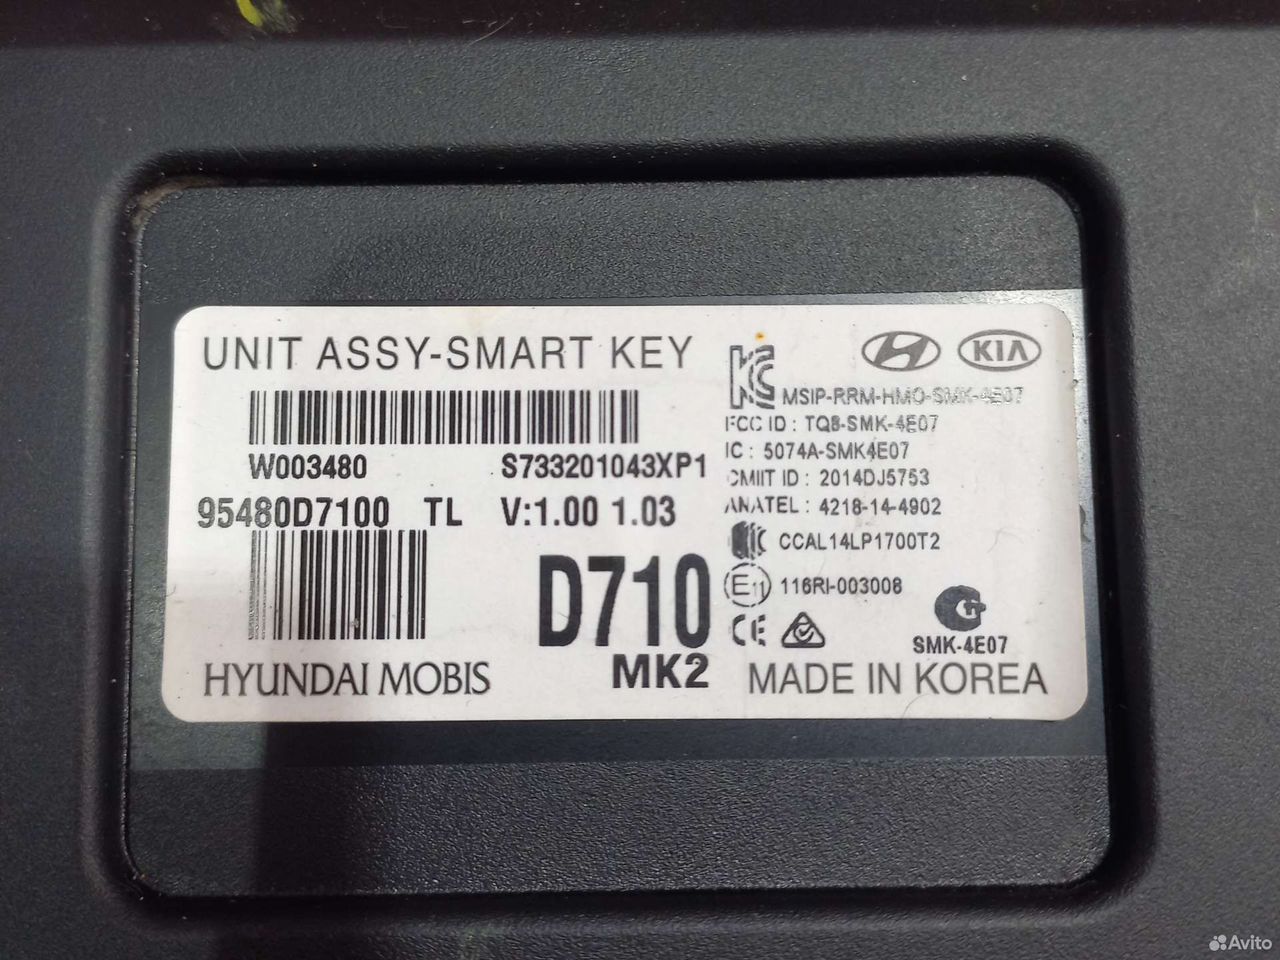 UNIT ASSY-SMART KEY
W003480 S733201043XP1
95480D7100 TL V:1.00 1.03
D710
MK2
HYUNDAI MOBIS
KC
KIA
MSIP-RRM-HMO-SMK-4E07
FCC ID : TQ8-SMK-4E07
IC : 5074A-SMK4E07
CMIIT ID : 2014DJ5753
ANATEL : 4218-14-4902
CCAL14LP1700T2
E11 116RI-003008
CE
SMK-4E07
MADE IN KOREA
Avito